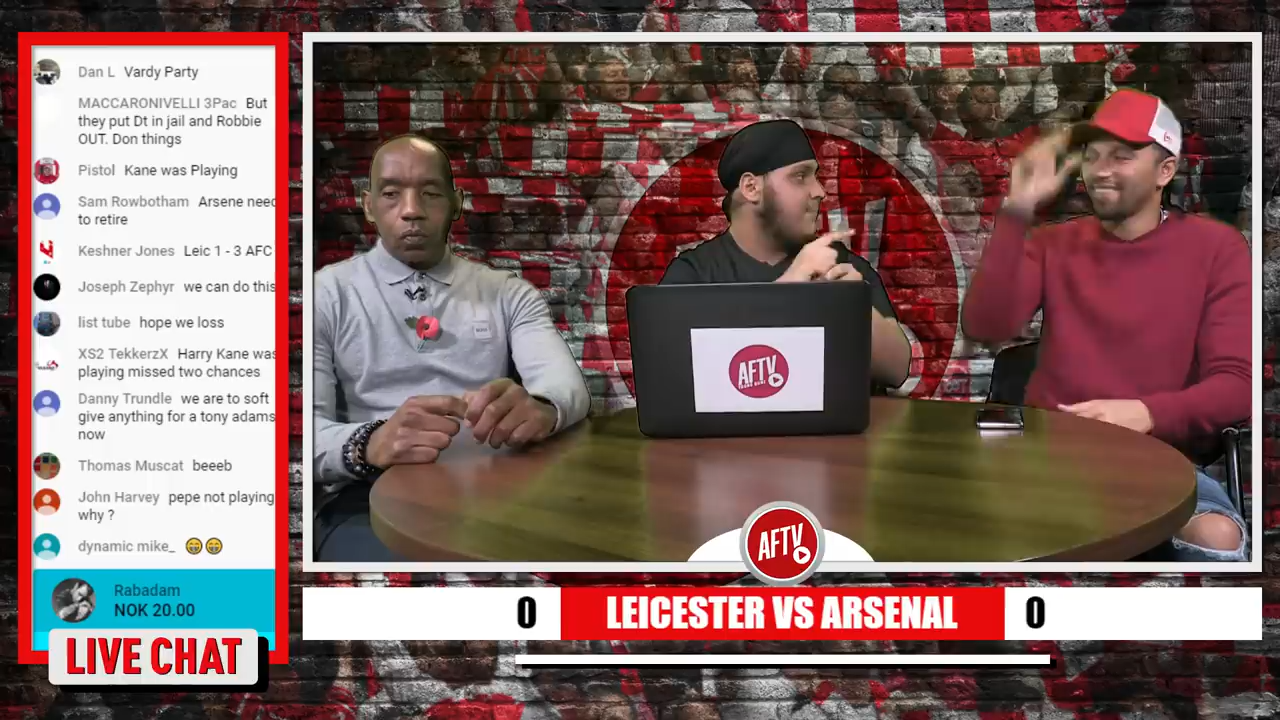 Dan L Vardy Party
MACCARONIVELLI 3Pac But
they put Dt in jail and Robbie
OUT. Don things
Pistol Kane was Playing
Sam Rowbotham Arsene need
to retire
Keshner Jones Leic 1 - 3 AFC
Joseph Zephyr we can do this
list tube hope we loss
XS2 TekkerzX Harry Kane was
playing missed two chances
Danny Trundle we are to soft
give anything for a tony adams
now
Thomas Muscat beeeb
John Harvey pepe not playing
why ?
dynamic mike_ 😁😁
Rabadam
NOK 20.00
LIVE CHAT
AFTV
AFTV
0 LEICESTER VS ARSENAL 0